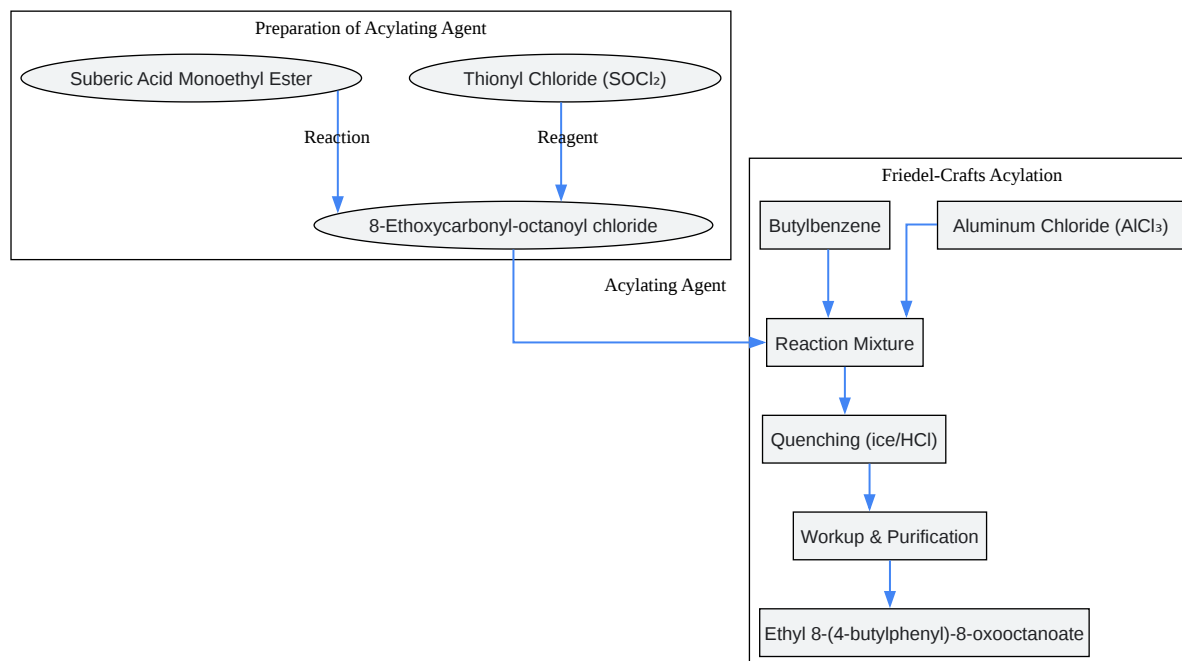 Preparation of Acylating Agent
Suberic Acid Monoethyl Ester
Thionyl Chloride (SOCl₂)
Reaction
Reagent
8-Ethoxycarbonyl-octanoyl chloride
Acylating Agent
Friedel-Crafts Acylation
Butylbenzene
Aluminum Chloride (AlCl₃)
Reaction Mixture
Quenching (ice/HCl)
Workup & Purification
Ethyl 8-(4-butylphenyl)-8-oxooctanoate